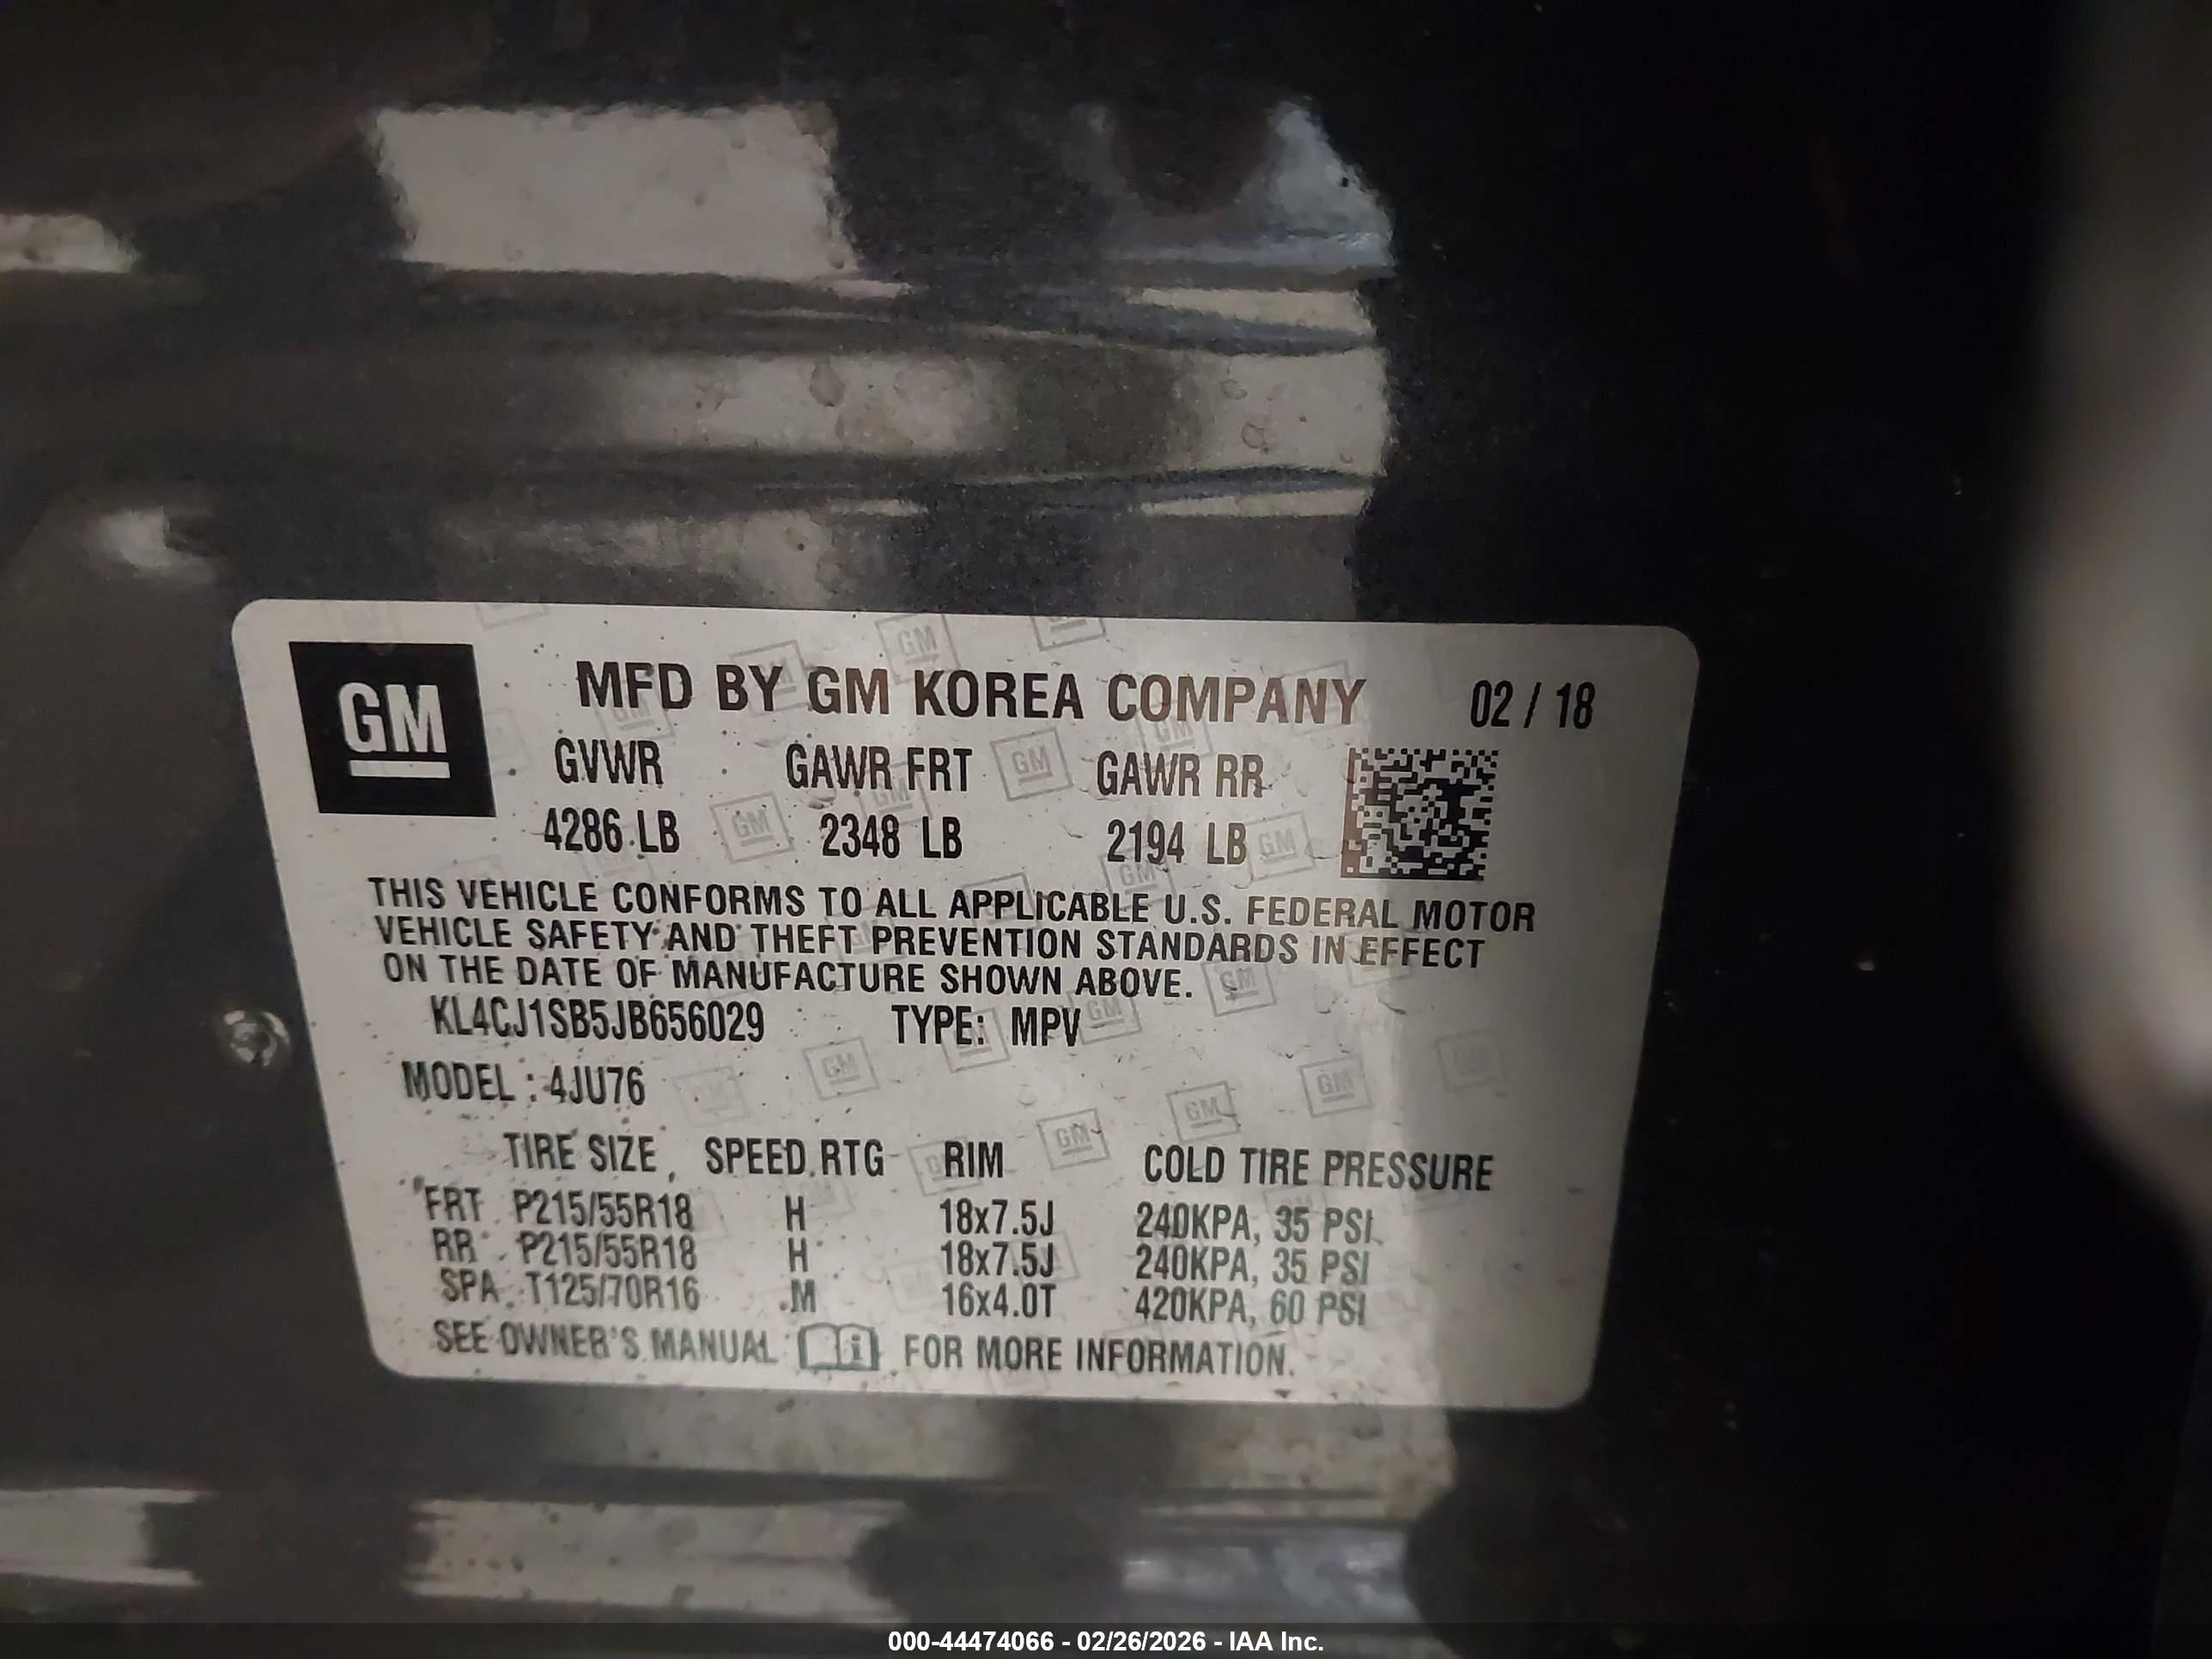 GM
MFD BY GM KOREA COMPANY 02 / 18
GVWR GAWR FRT GAWR RR
4286 LB 2348 LB 2194 LB
THIS VEHICLE CONFORMS TO ALL APPLICABLE U.S. FEDERAL MOTOR
VEHICLE SAFETY AND THEFT PREVENTION STANDARDS IN EFFECT
ON THE DATE OF MANUFACTURE SHOWN ABOVE.
KL4CJ1SB5JB656029 TYPE: MPV
MODEL : 4JU76
TIRE SIZE SPEED RTG RIM COLD TIRE PRESSURE
FRT P215/55R18 H 18x7.5J 240KPA, 35 PSI
RR P215/55R18 H 18x7.5J 240KPA, 35 PSI
SPA T125/70R16 M 16x4.0T 420KPA, 60 PSI
SEE OWNER'S MANUAL FOR MORE INFORMATION.
000-44474066 - 02/26/2026 - IAA Inc.